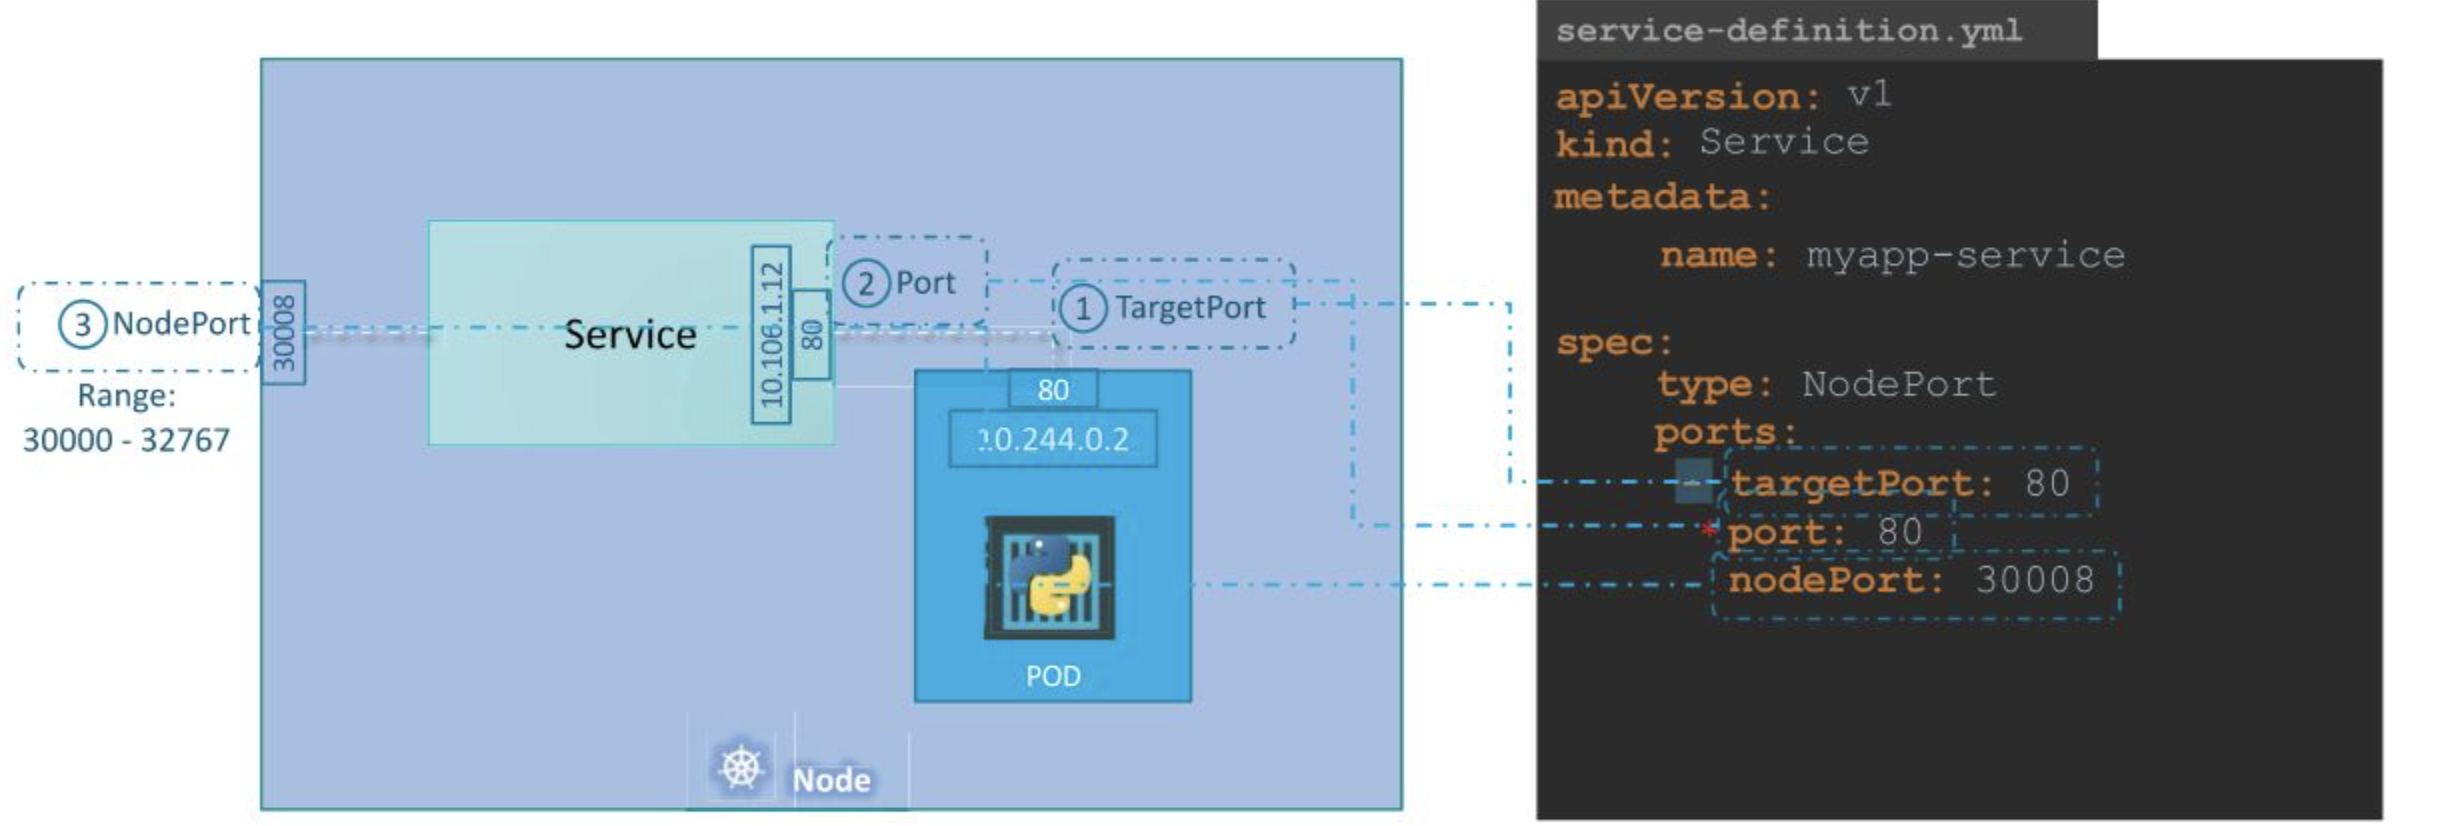 ③ NodePort
Range:
30000 - 32767
30008
Service
10.106.1.12
80
② Port
① TargetPort
80
10.244.0.2
POD
Node
service-definition.yml
apiVersion: v1
kind: Service
metadata:
name: myapp-service
spec:
type: NodePort
ports:
- targetPort: 80
* port: 80
nodePort: 30008